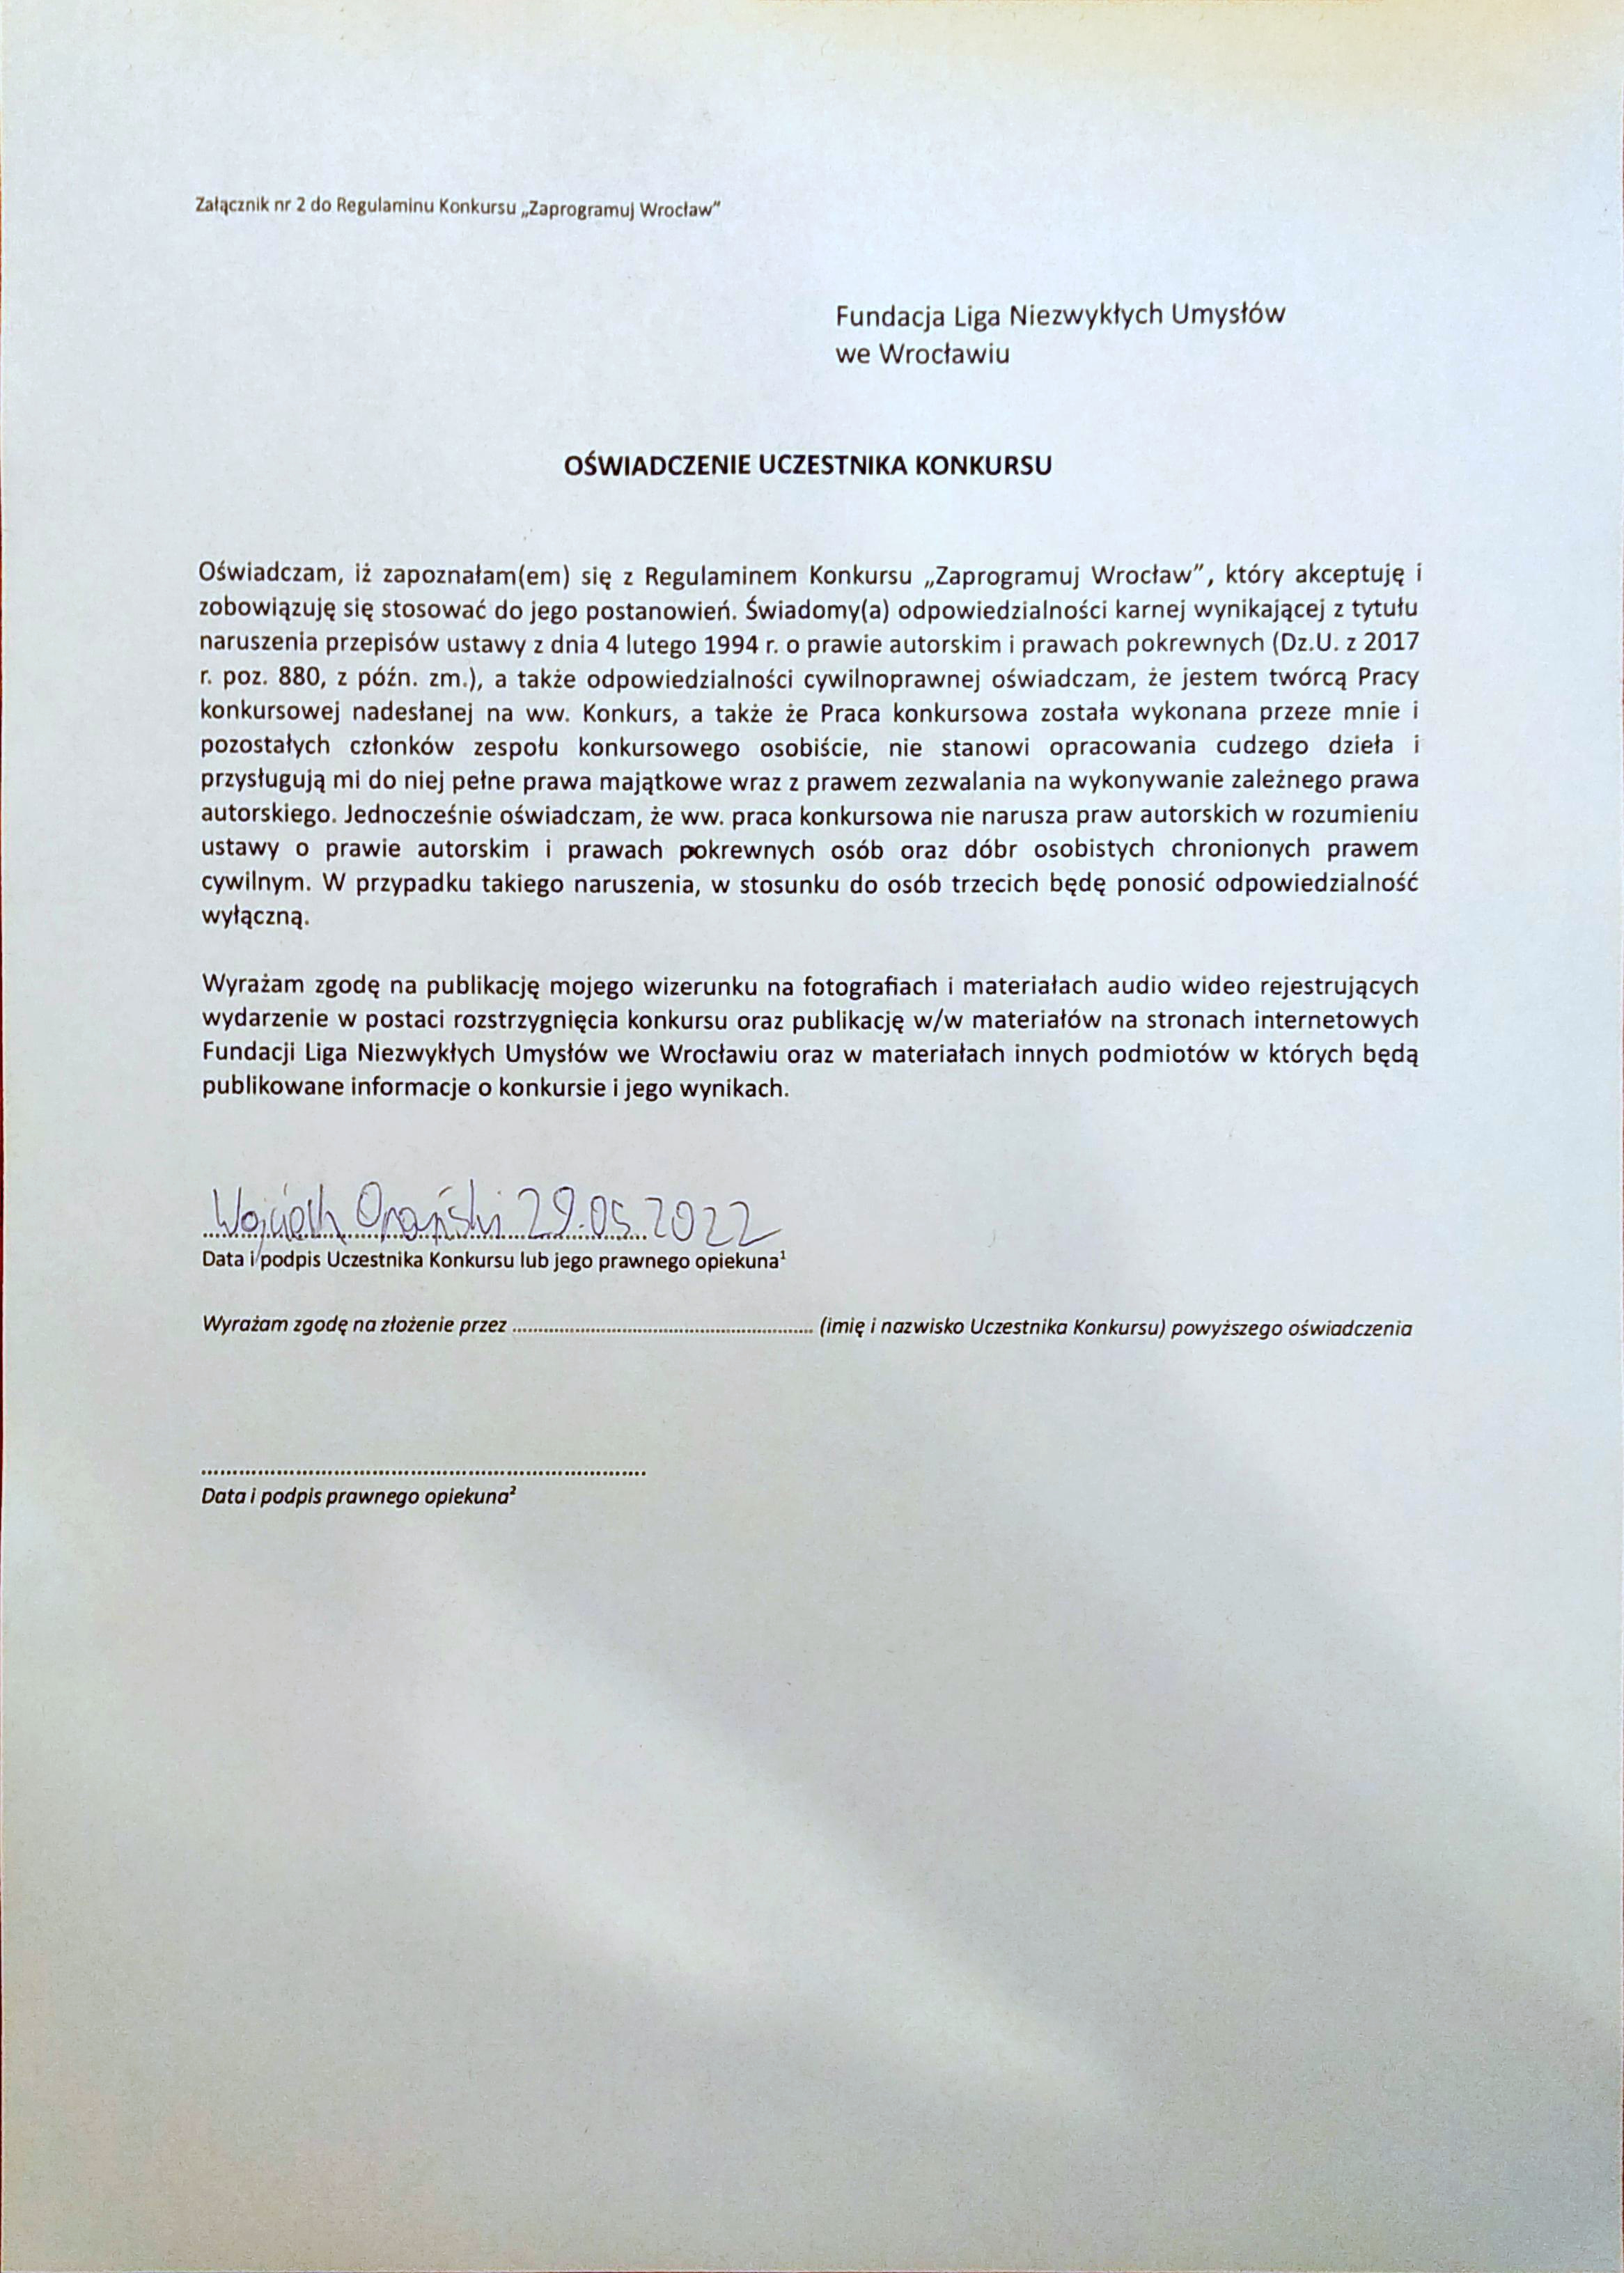 Załącznik nr 2 do Regulaminu Konkursu „Zaprogramuj Wrocław”
Fundacja Liga Niezwykłych Umysłów
we Wrocławiu
OŚWIADCZENIE UCZESTNIKA KONKURSU
Oświadczam, iż zapoznałam(em) się z Regulaminem Konkursu „Zaprogramuj Wrocław”, który akceptuję i
zobowiązuję się stosować do jego postanowień. Świadomy(a) odpowiedzialności karnej wynikającej z tytułu
naruszenia przepisów ustawy z dnia 4 lutego 1994 r. o prawie autorskim i prawach pokrewnych (Dz.U. z 2017
r. poz. 880, z późn. zm.), a także odpowiedzialności cywilnoprawnej oświadczam, że jestem twórcą Pracy
konkursowej nadesłanej na ww. Konkurs, a także że Praca konkursowa została wykonana przeze mnie i
pozostałych członków zespołu konkursowego osobiście, nie stanowi opracowania cudzego dzieła i
przysługują mi do niej pełne prawa majątkowe wraz z prawem zezwalania na wykonywanie zależnego prawa
autorskiego. Jednocześnie oświadczam, że ww. praca konkursowa nie narusza praw autorskich w rozumieniu
ustawy o prawie autorskim i prawach pokrewnych osób oraz dóbr osobistych chronionych prawem
cywilnym. W przypadku takiego naruszenia, w stosunku do osób trzecich będę ponosić odpowiedzialność
wyłączną.
Wyrażam zgodę na publikację mojego wizerunku na fotografiach i materiałach audio wideo rejestrujących
wydarzenie w postaci rozstrzygnięcia konkursu oraz publikację w/w materiałów na stronach internetowych
Fundacji Liga Niezwykłych Umysłów we Wrocławiu oraz w materiałach innych podmiotów w których będą
publikowane informacje o konkursie i jego wynikach.
Wojciech 29.05.2022
Data i podpis Uczestnika Konkursu lub jego prawnego opiekuna¹
Wyrażam zgodę na złożenie przez ........................................................ (imię i nazwisko Uczestnika Konkursu) powyższego oświadczenia
........................................................................
Data i podpis prawnego opiekuna²